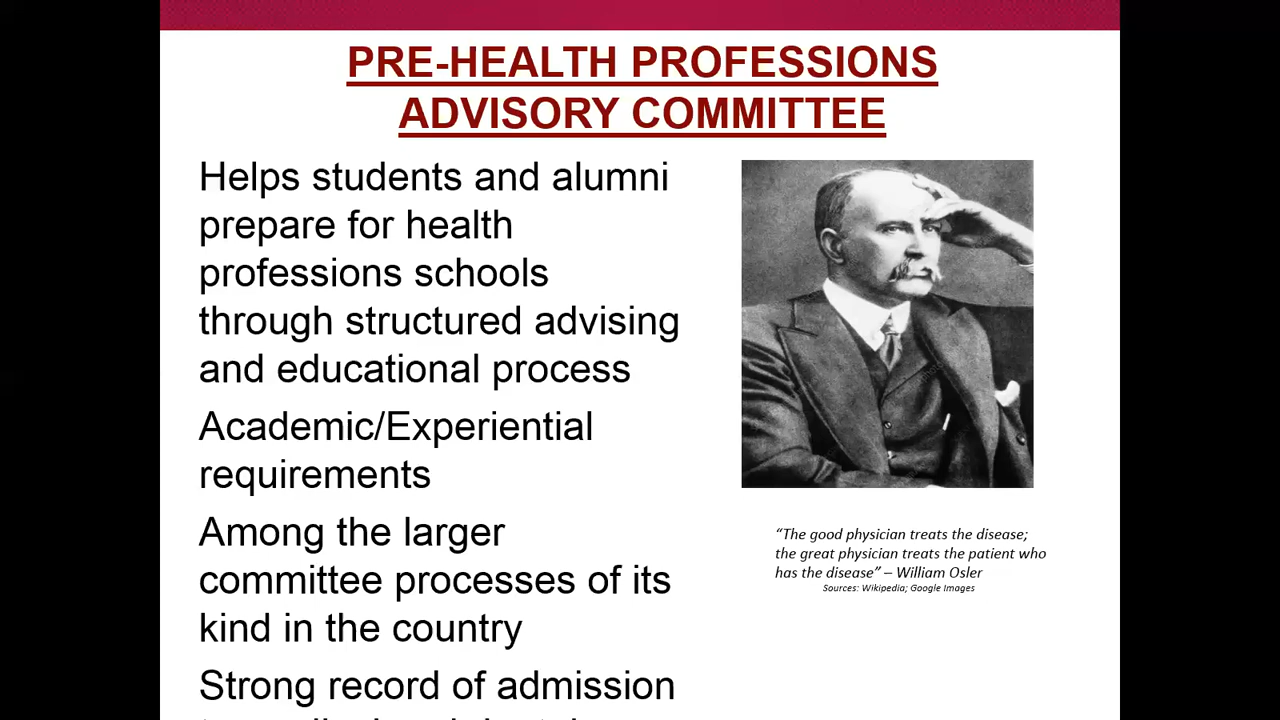 PRE-HEALTH PROFESSIONS
ADVISORY COMMITTEE
Helps students and alumni
prepare for health
professions schools
through structured advising
and educational process
Academic/Experiential
requirements
Among the larger
committee processes of its
kind in the country
Strong record of admission
“The good physician treats the disease;
the great physician treats the patient who
has the disease” – William Osler
Sources: Wikipedia; Google Images